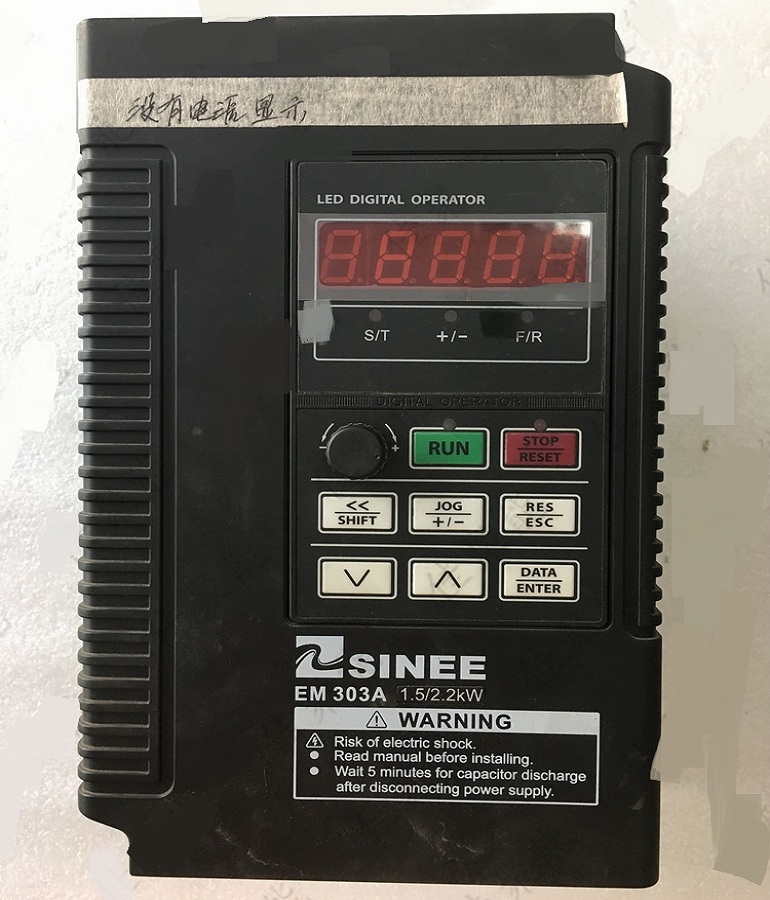 没有电源显示
LED DIGITAL OPERATOR
S/T +/- F/R
DIGITAL OPERATOR
- +
RUN
STOP
RESET
<<
SHIFT
JOG
+/-
RES
ESC
∨ ∧
DATA
ENTER
SINEE
EM 303A 1.5/2.2kW
WARNING
Risk of electric shock.
Read manual before installing.
Wait 5 minutes for capacitor discharge
after disconnecting power supply.